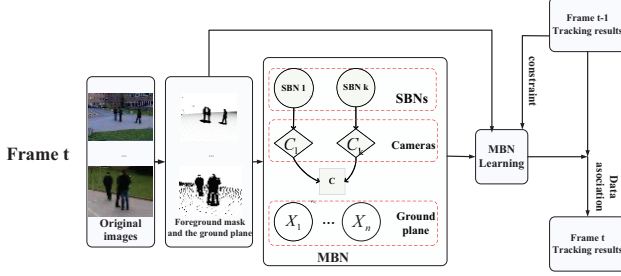 Frame t
...
Original
images
...
Foreground mask
and the ground plane
SBN 1
SBN k
SBNs
C1
Ck
Cameras
C
X1
...
Xn
Ground
plane
MBN
MBN
Learning
constraint
Frame t-1
Tracking results
Data
asociation
Frame t
Tracking results